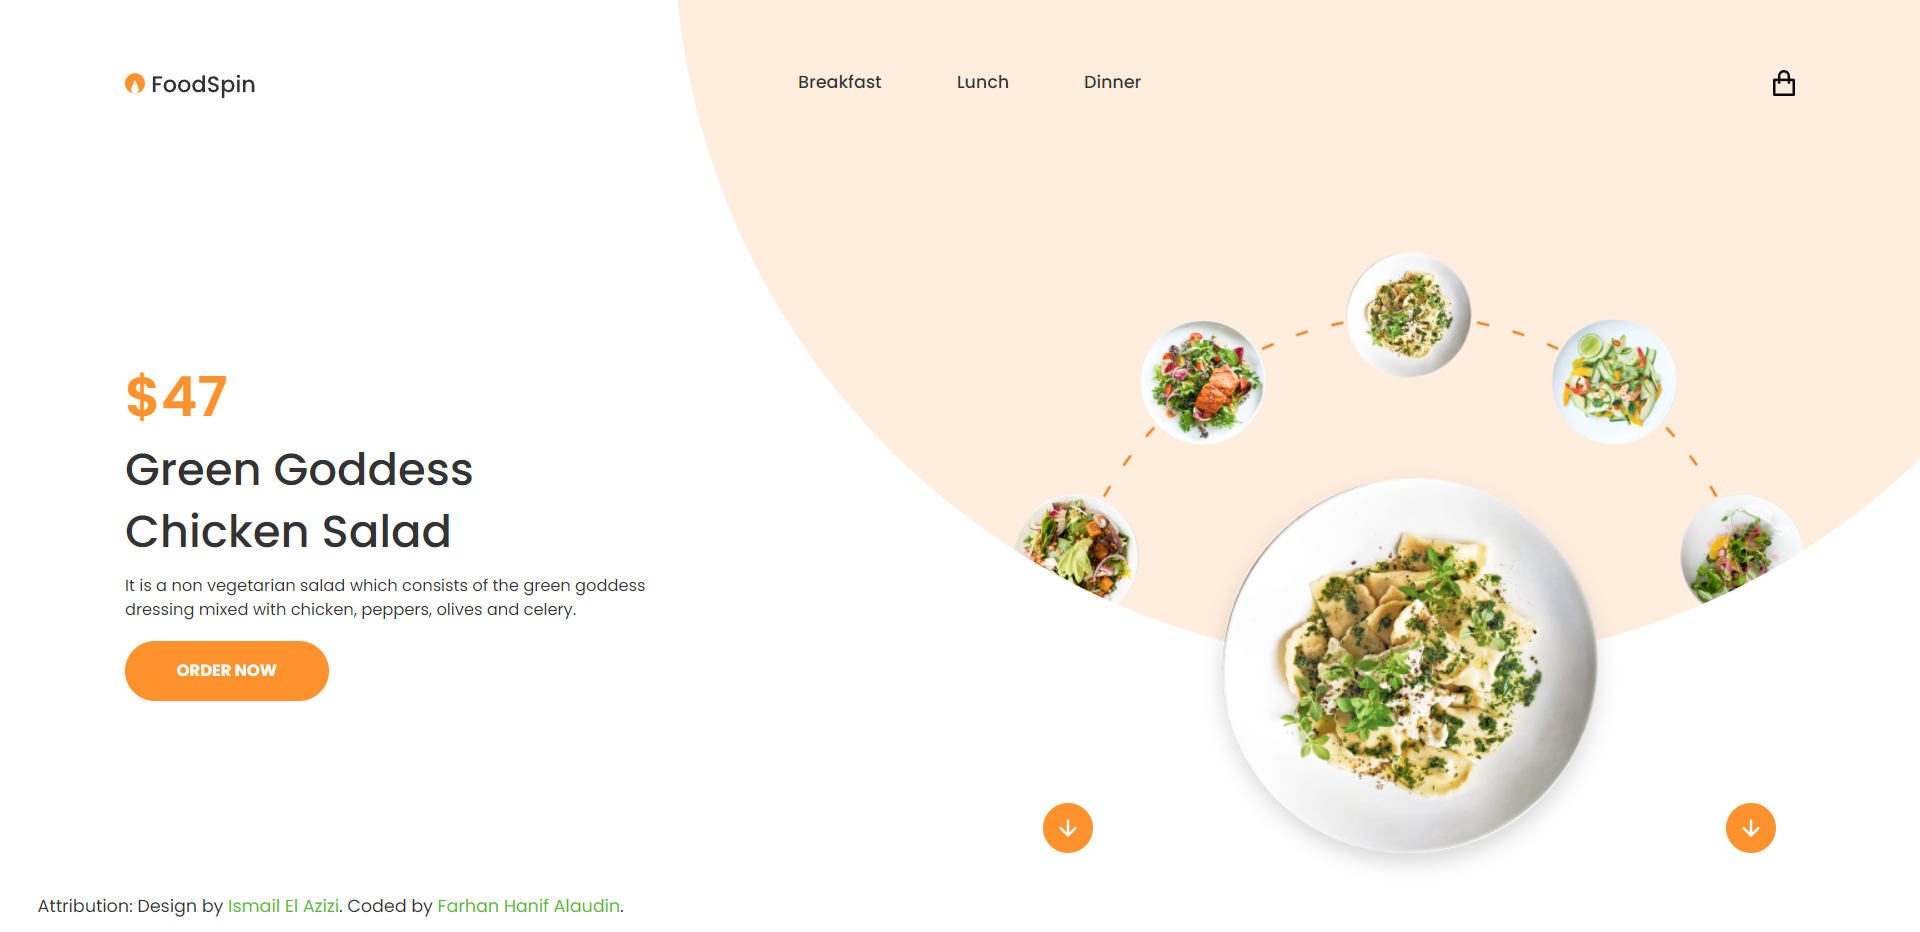 FoodSpin
Breakfast
Lunch
Dinner
$47
Green Goddess
Chicken Salad
It is a non vegetarian salad which consists of the green goddess
dressing mixed with chicken, peppers, olives and celery.
ORDER NOW
Attribution: Design by Ismail El Azizi. Coded by Farhan Hanif Alaudin.